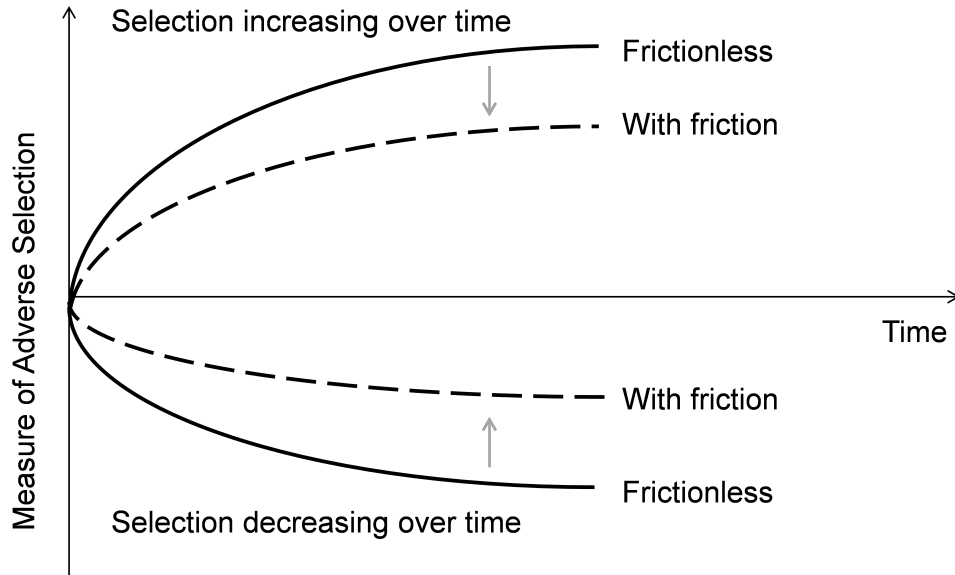 Selection increasing over time
Frictionless
With friction
Measure of Adverse Selection
Time
With friction
Frictionless
Selection decreasing over time